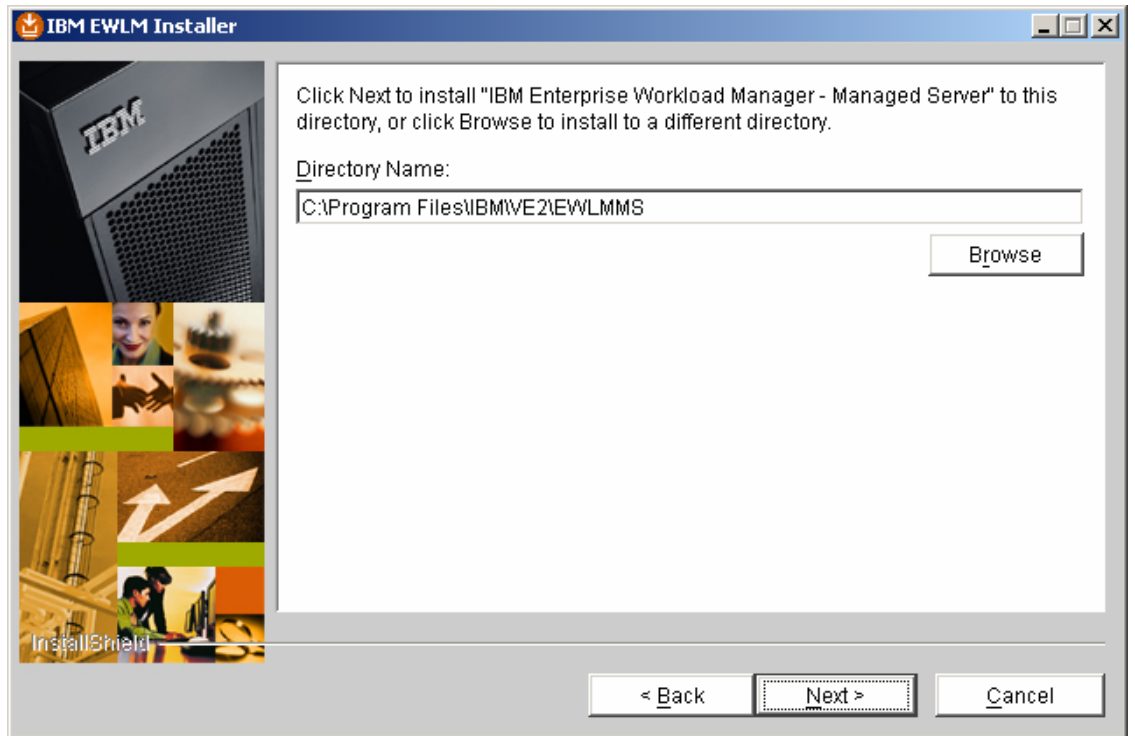 IBM EWLM Installer
IBM
Click Next to install "IBM Enterprise Workload Manager - Managed Server" to this
directory, or click Browse to install to a different directory.
Directory Name:
C:\Program Files\IBM\VE2\EWLMMS
Browse
InstallShield
< Back
Next >
Cancel